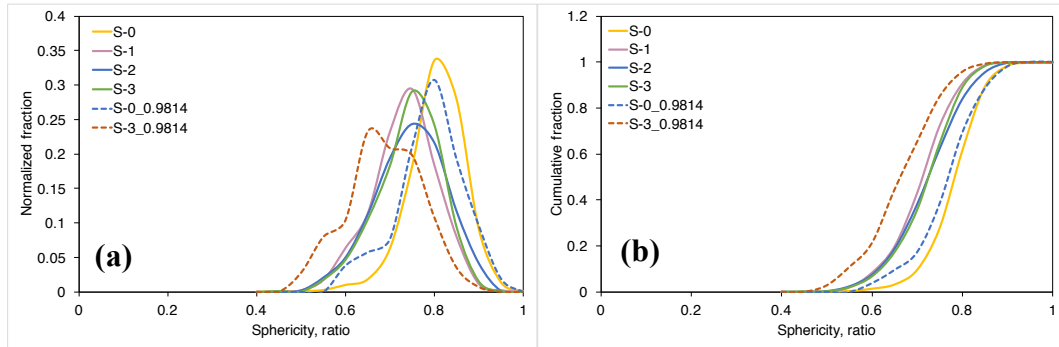 0.4
0.35
0.3
0.25
0.2
0.15
0.1
0.05
0
Normalized fraction
S-0
S-1
S-2
S-3
S-0_0.9814
S-3_0.9814
(a)
0 0.2 0.4 0.6 0.8 1
Sphericity, ratio
1.2
1
0.8
0.6
0.4
0.2
0
Cumulative fraction
S-0
S-1
S-2
S-3
S-0_0.9814
S-3_0.9814
(b)
0 0.2 0.4 0.6 0.8 1
Sphericity, ratio